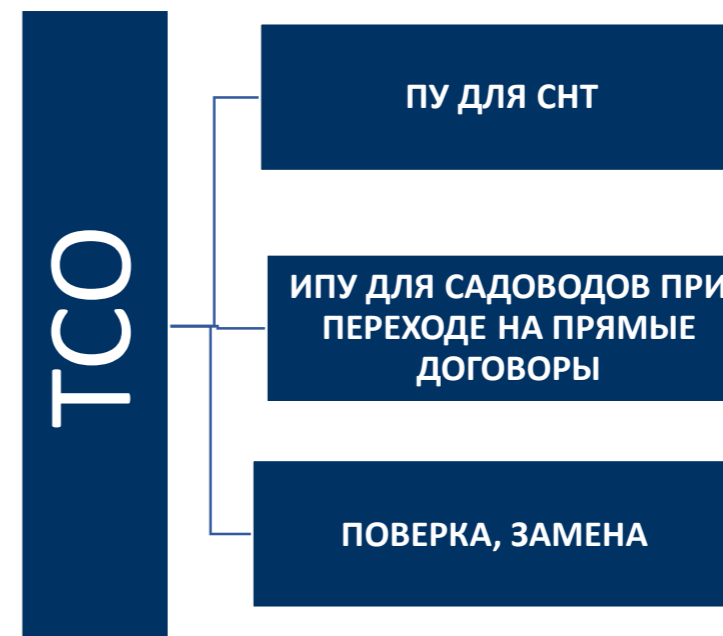 ТСО
ПУ ДЛЯ СНТ
ИПУ ДЛЯ САДОВОДОВ ПРИ
ПЕРЕХОДЕ НА ПРЯМЫЕ
ДОГОВОРЫ
ПОВЕРКА, ЗАМЕНА